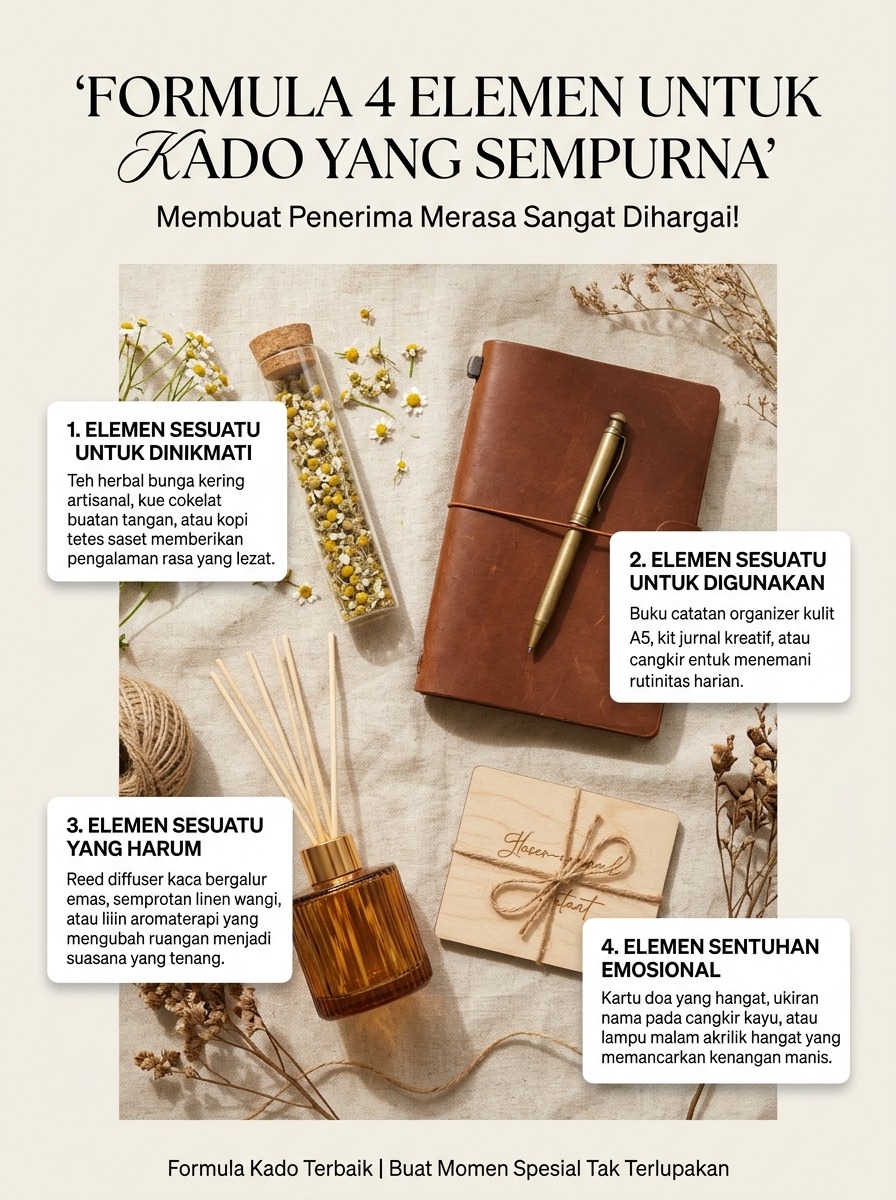 ‘FORMULA 4 ELEMEN UNTUK
KADO YANG SEMPURNA’
Membuat Penerima Merasa Sangat Dihargai!
1. ELEMEN SESUATU
UNTUK DINIKMATI
Teh herbal bunga kering
artisanal, kue cokelat
buatan tangan, atau kopi
tetes saset memberikan
pengalaman rasa yang lezat.
2. ELEMEN SESUATU
UNTUK DIGUNAKAN
Buku catatan organizer kulit
A5, kit jurnal kreatif, atau
cangkir entuk menemani
rutinitas harian.
3. ELEMEN SESUATU
YANG HARUM
Reed diffuser kaca bergalur
emas, semprotan linen wangi,
atau liiin aromaterapi yang
mengubah ruangan menjadi
suasana yang tenang.
4. ELEMEN SENTUHAN
EMOSIONAL
Kartu doa yang hangat, ukiran
nama pada cangkir kayu, atau
lampu malam akrilik hangat yang
memancarkan kenangan manis.
Formula Kado Terbaik | Buat Momen Spesial Tak Terlupakan